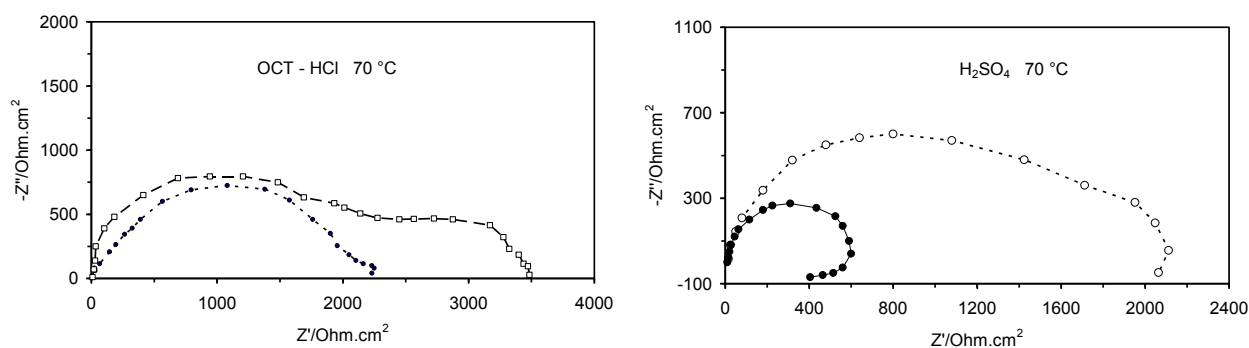 2000
1500
1000
500
0
-Z''/Ohm.cm²
OCT - HCl 70 °C
0 1000 2000 3000 4000
Z'/Ohm.cm²
1100
700
300
-100
-Z''/Ohm.cm²
H₂SO₄ 70 °C
0 400 800 1200 1600 2000 2400
Z'/Ohm.cm²